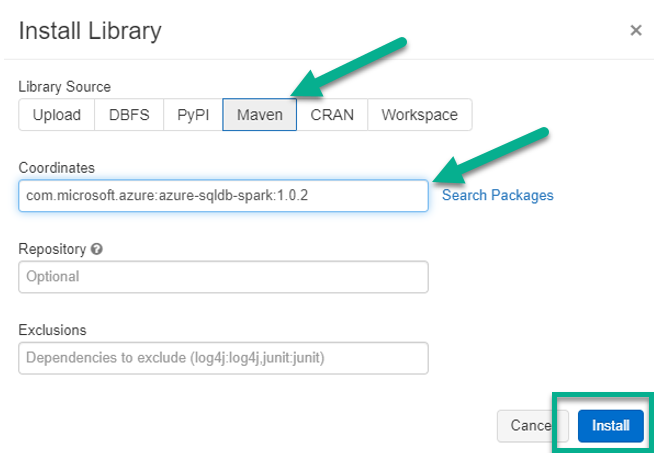 Install Library
×
Library Source
Upload DBFS PyPI Maven CRAN Workspace
Coordinates
com.microsoft.azure:azure-sqldb-spark:1.0.2 Search Packages
Repository ?
Optional
Exclusions
Dependencies to exclude (log4j:log4j,junit:junit)
Cancel Install